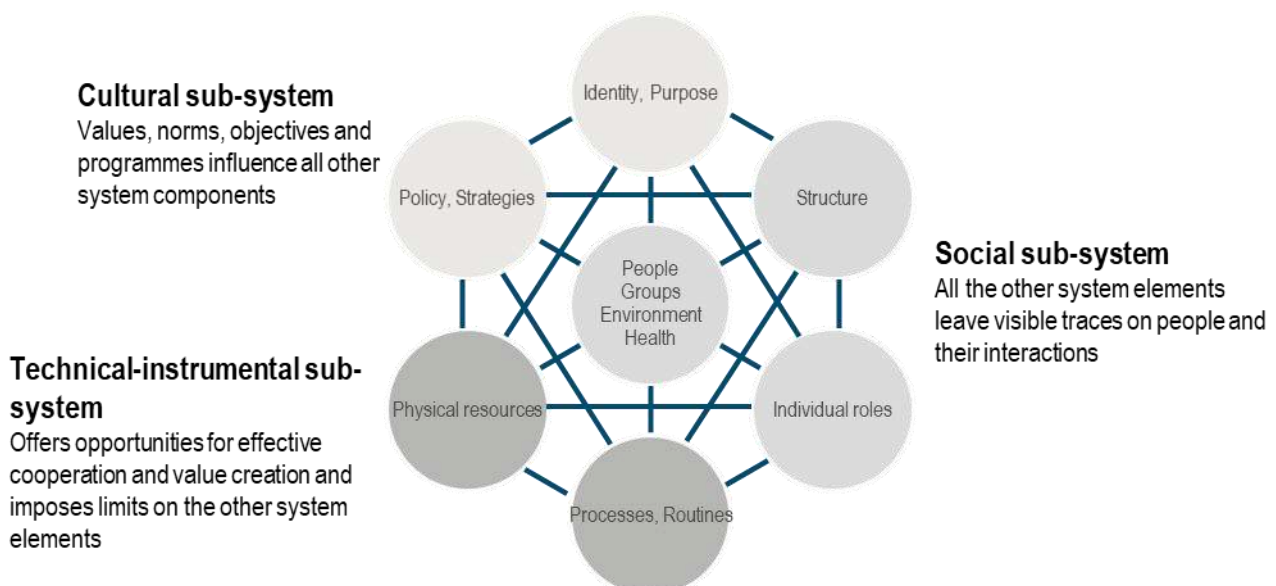 Identity, Purpose
Cultural sub-system
Values, norms, objectives and
programmes influence all other
system components
Policy, Strategies
Structure
People
Groups
Environment
Health
Social sub-system
All the other system elements
leave visible traces on people and
their interactions
Technical-instrumental sub-
system
Offers opportunities for effective
cooperation and value creation and
imposes limits on the other system
elements
Physical resources
Individual roles
Processes, Routines